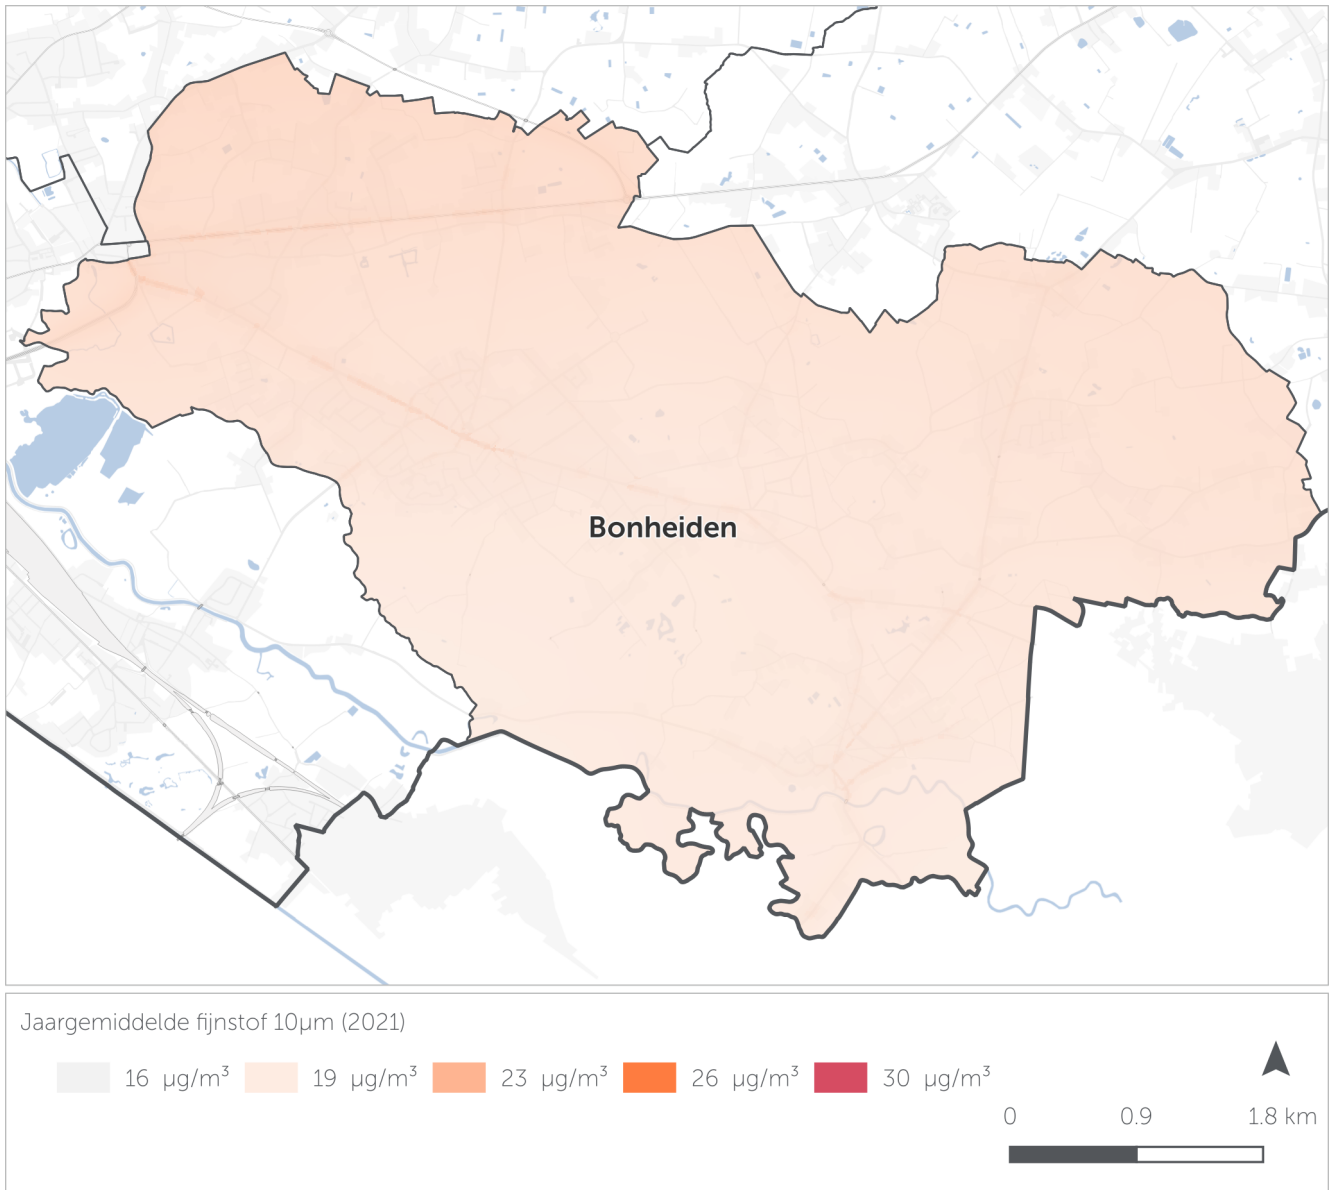 Bonheiden
Jaargemiddelde fijnstof 10µm (2021)
16 µg/m³ 19 µg/m³ 23 µg/m³ 26 µg/m³ 30 µg/m³
0 0.9 1.8 km